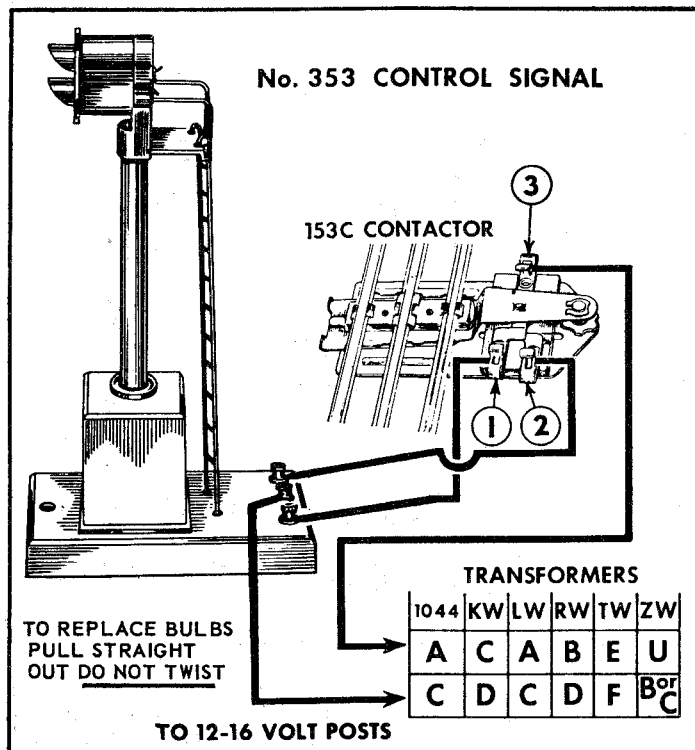 No. 353 CONTROL SIGNAL
3
153C CONTACTOR
1 2
TRANSFORMERS
1044 KW LW RW TW ZW
A C A B E U
C D C D F B or C
TO REPLACE BULBS
PULL STRAIGHT
OUT DO NOT TWIST
TO 12-16 VOLT POSTS